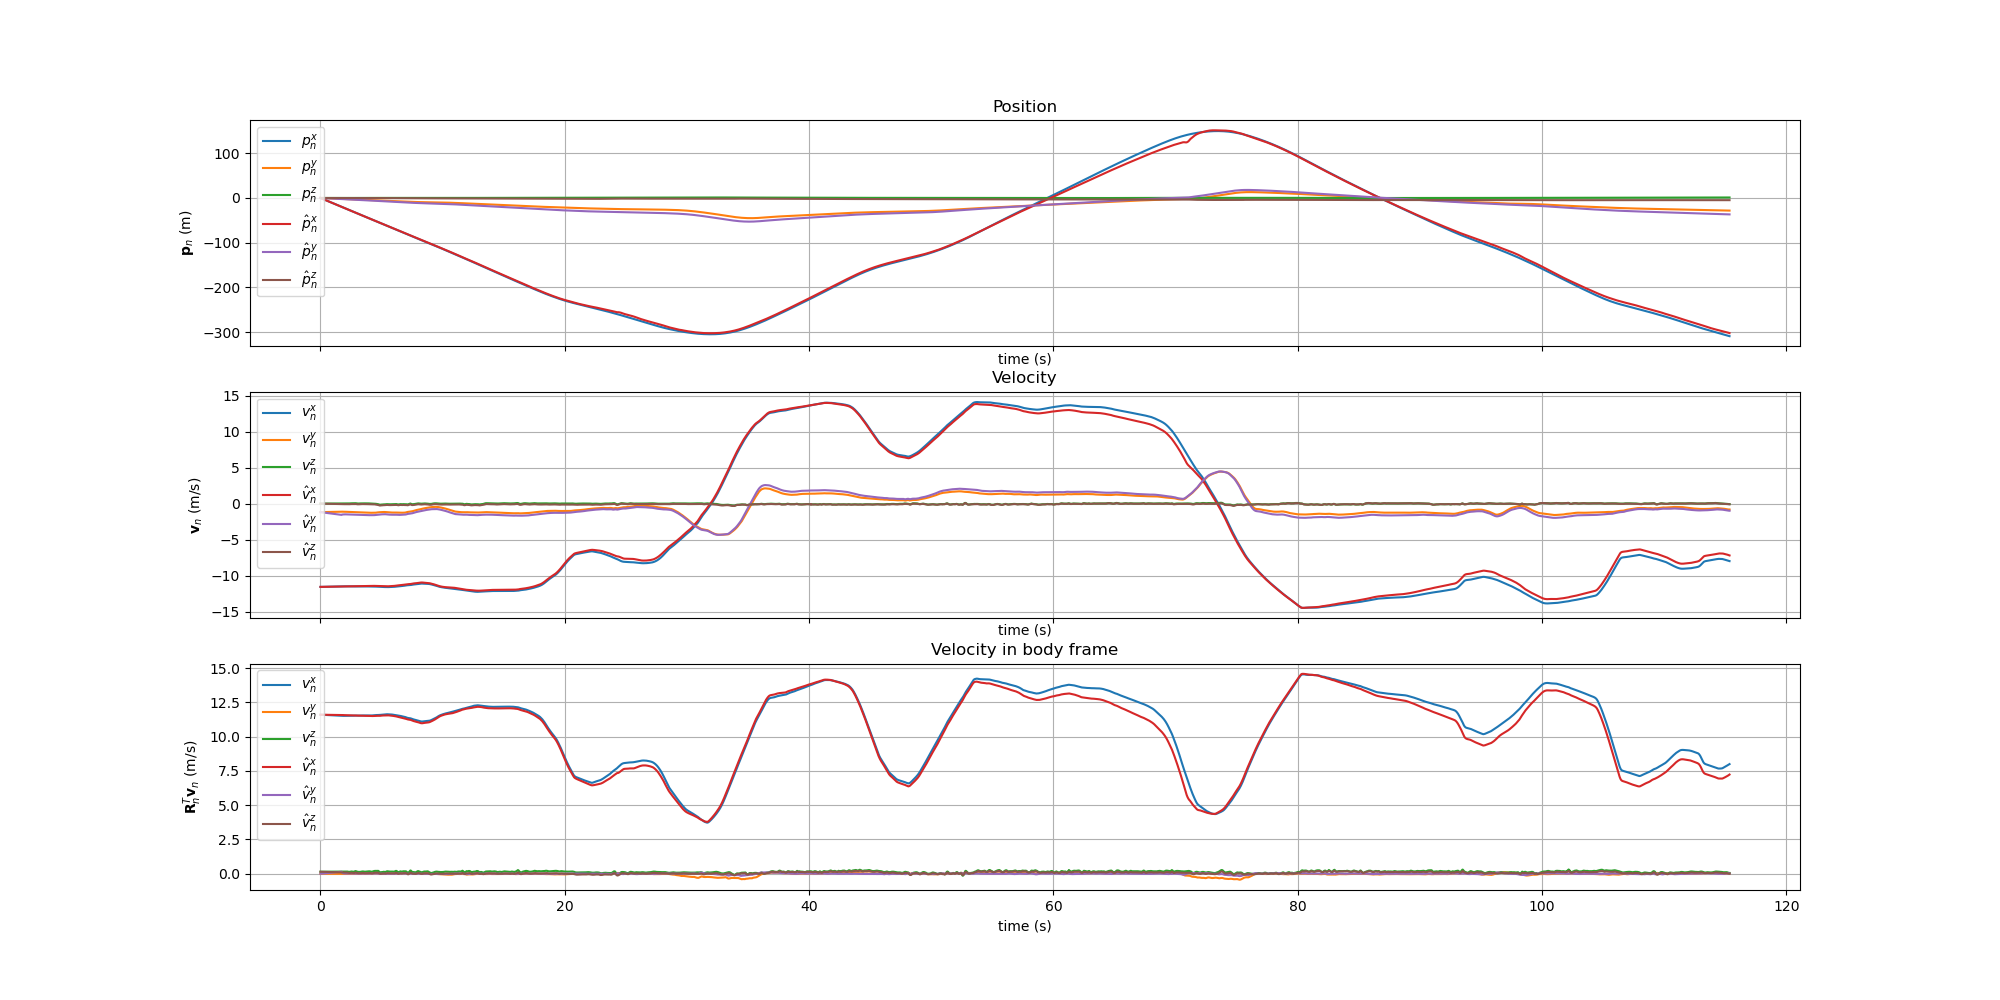 Position
p_n (m)
100
0
−100
−200
−300
p_n^x
p_n^y
p_n^z
p̂_n^x
p̂_n^y
p̂_n^z
time (s)
Velocity
v_n (m/s)
15
10
5
0
−5
−10
−15
v_n^x
v_n^y
v_n^z
v̂_n^x
v̂_n^y
v̂_n^z
time (s)
Velocity in body frame
R_n^T v_n (m/s)
15.0
12.5
10.0
7.5
5.0
2.5
0.0
v_n^x
v_n^y
v_n^z
v̂_n^x
v̂_n^y
v̂_n^z
0 20 40 60 80 100 120
time (s)